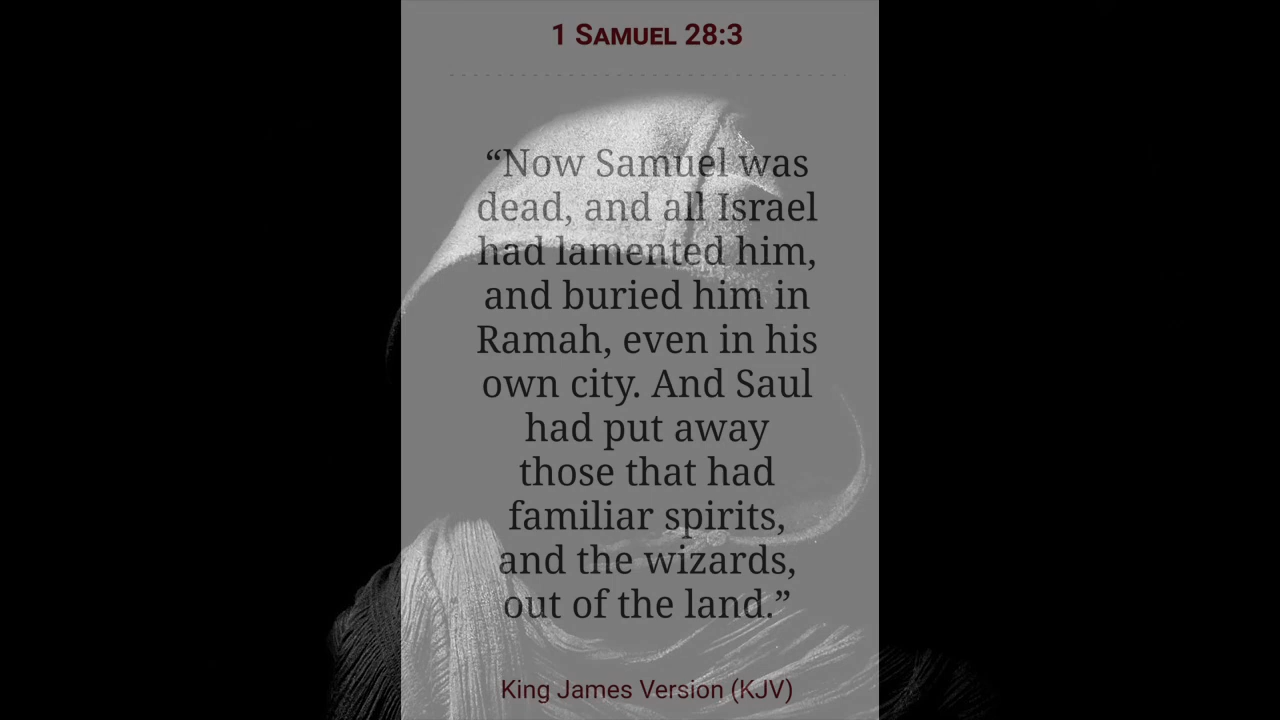 1 SAMUEL 28:3
“Now Samuel was
dead, and all Israel
had lamented him,
and buried him in
Ramah, even in his
own city. And Saul
had put away
those that had
familiar spirits,
and the wizards,
out of the land.”
King James Version (KJV)